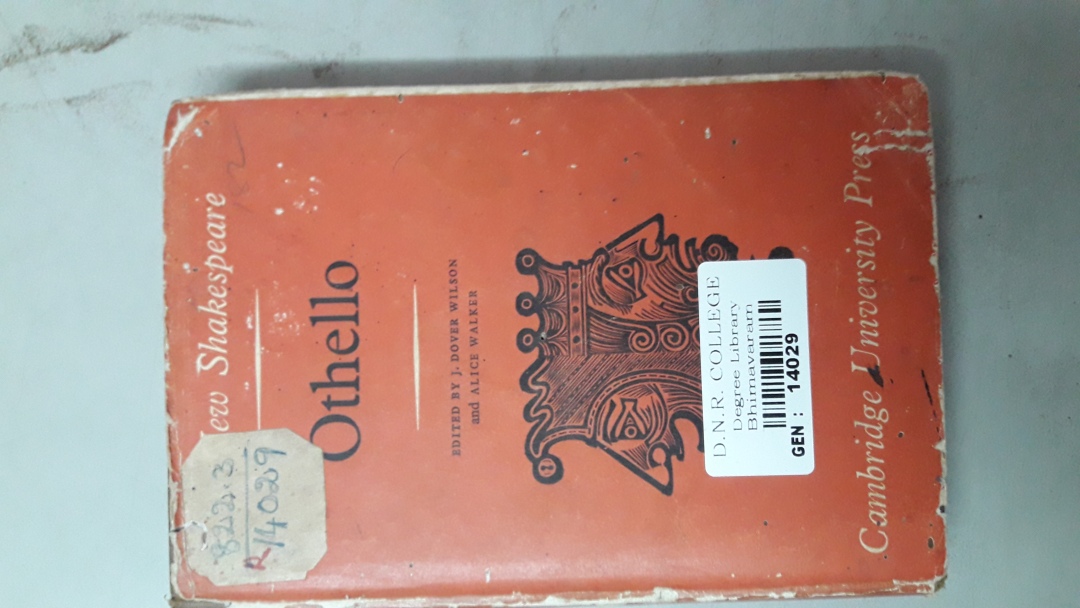 ew Shakespeare
Othello
EDITED BY J. DOVER WILSON
and ALICE WALKER
822.3
R14029
D.N.R. COLLEGE
Degree Library
Bhimavaram
GEN : 14029
Cambridge University Press